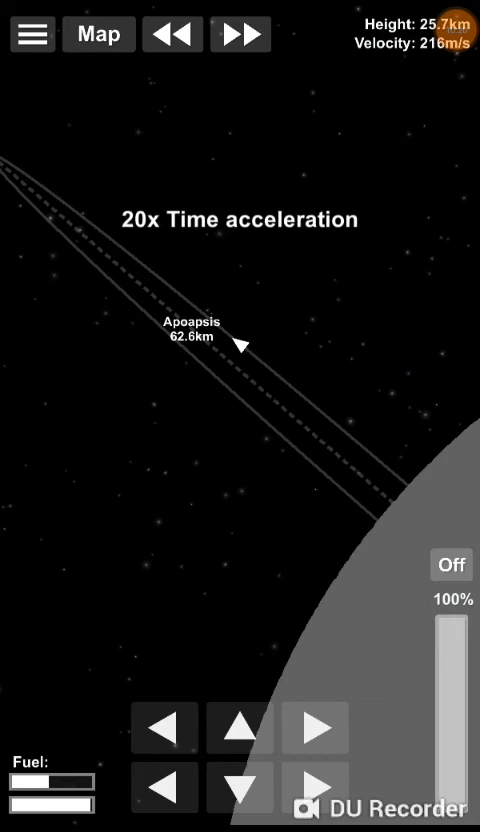 Map
Height: 25.7km
Velocity: 216m/s
20x Time acceleration
Apoapsis
62.6km
Off
100%
Fuel:
DU Recorder